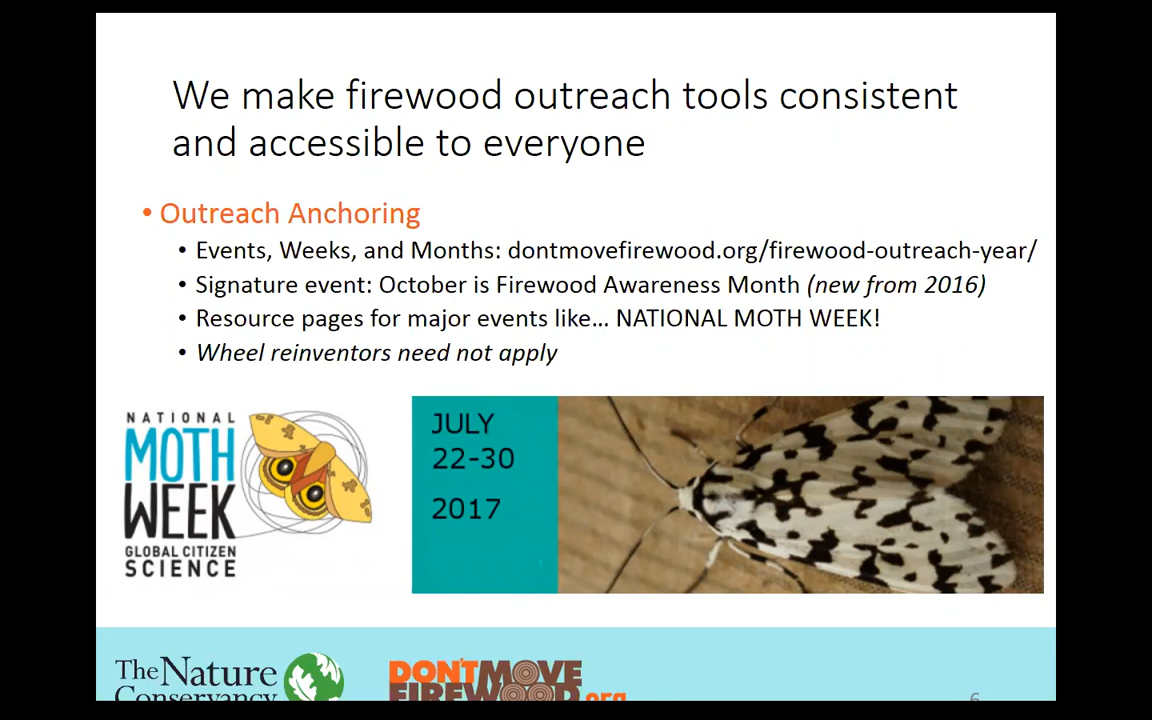 We make firewood outreach tools consistent
and accessible to everyone
• Outreach Anchoring
• Events, Weeks, and Months: dontmovefirewood.org/firewood-outreach-year/
• Signature event: October is Firewood Awareness Month (new from 2016)
• Resource pages for major events like... NATIONAL MOTH WEEK!
• Wheel reinventors need not apply
NATIONAL
MOTH
WEEK
GLOBAL CITIZEN
SCIENCE
JULY
22-30
2017
The Nature
Conservancy
DON'T MOVE
FIREWOOD.org
6